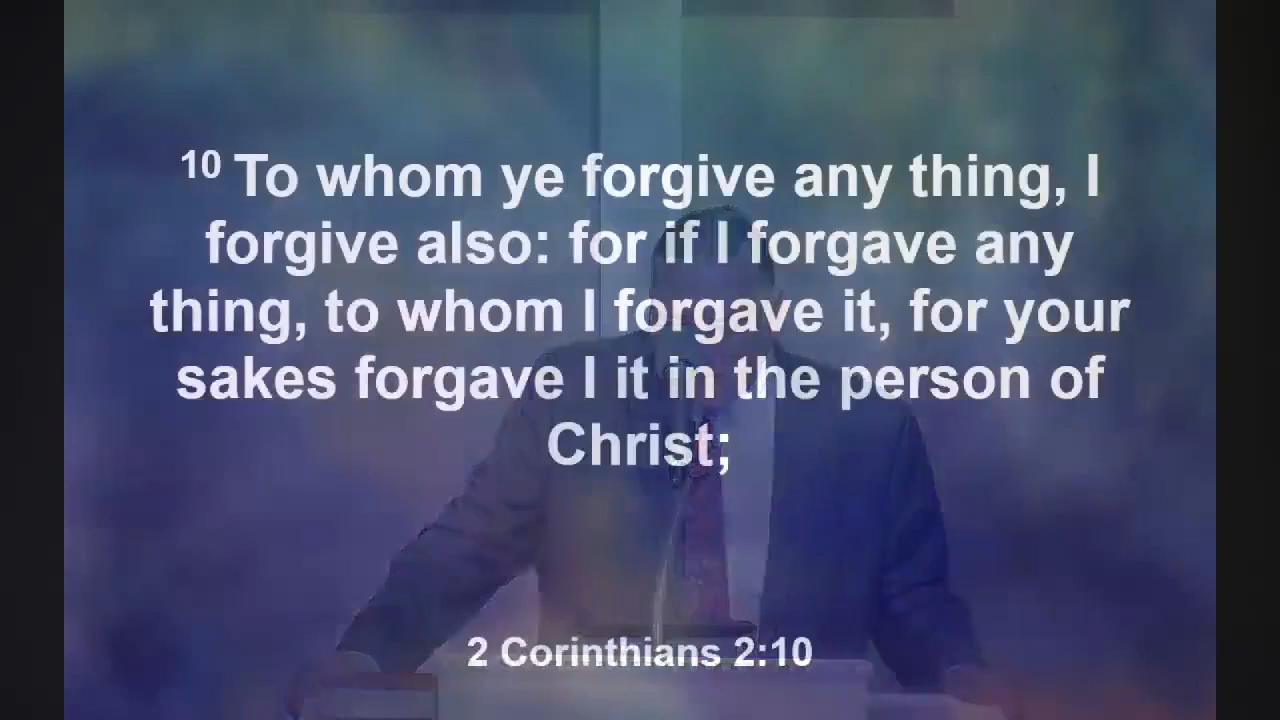 10 To whom ye forgive any thing, I
forgive also: for if I forgave any
thing, to whom I forgave it, for your
sakes forgave I it in the person of
Christ;
2 Corinthians 2:10